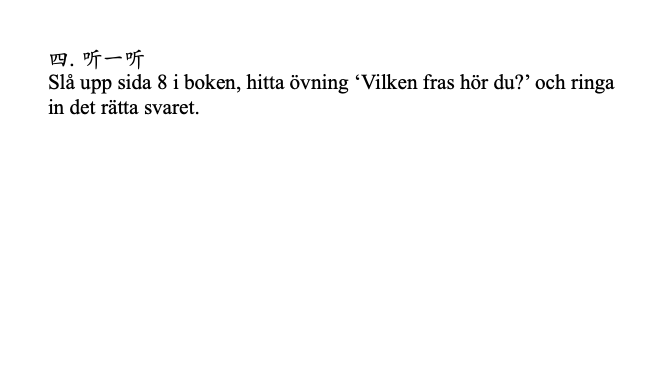 四. 听一听
Slå upp sida 8 i boken, hitta övning ‘Vilken fras hör du?’ och ringa
in det rätta svaret.